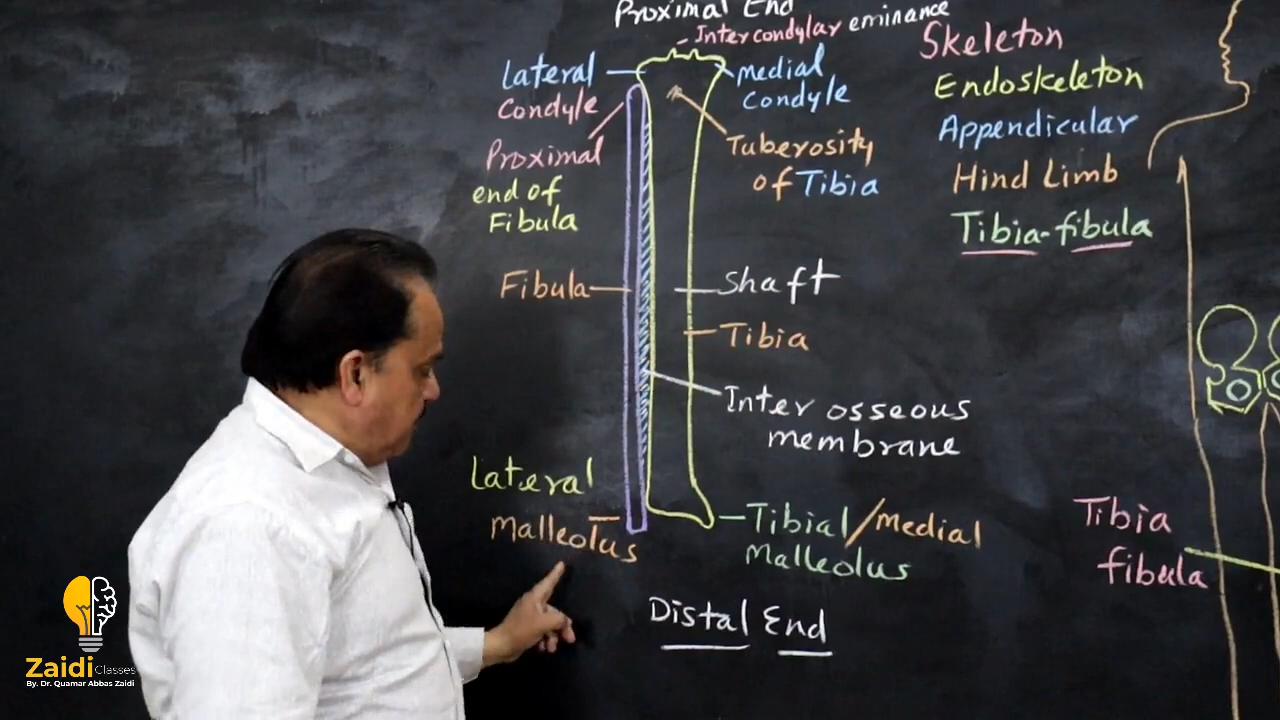 Proximal End
Intercondylar eminance
Lateral
Condyle
Medial
Condyle
Proximal
end of
Fibula
Tuberosity
of Tibia
Fibula
Shaft
Tibia
Inter osseous
membrane
Lateral
Malleolus
Tibial/Medial
Malleolus
Distal End
Skeleton
Endoskeleton
Appendicular
Hind Limb
Tibia-fibula
Tibia
fibula
Zaidi Classes
By. Dr. Quamar Abbas Zaidi